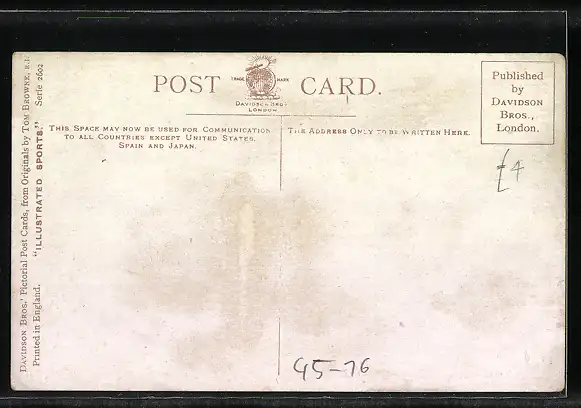 POST CARD.
TRADE MARK
DAVIDSON BROS
LONDON
Published
by
DAVIDSON
BROS.,
London.
THIS SPACE MAY NOW BE USED FOR COMMUNICATION
TO ALL COUNTRIES EXCEPT UNITED STATES,
SPAIN AND JAPAN.
THE ADDRESS ONLY TO BE WRITTEN HERE.
£4
G5-76
DAVIDSON BROS.' Pictorial Post Cards, from Originals by TOM BROWNE, R.I.
Printed in England. "ILLUSTRATED SPORTS." Serie 2602